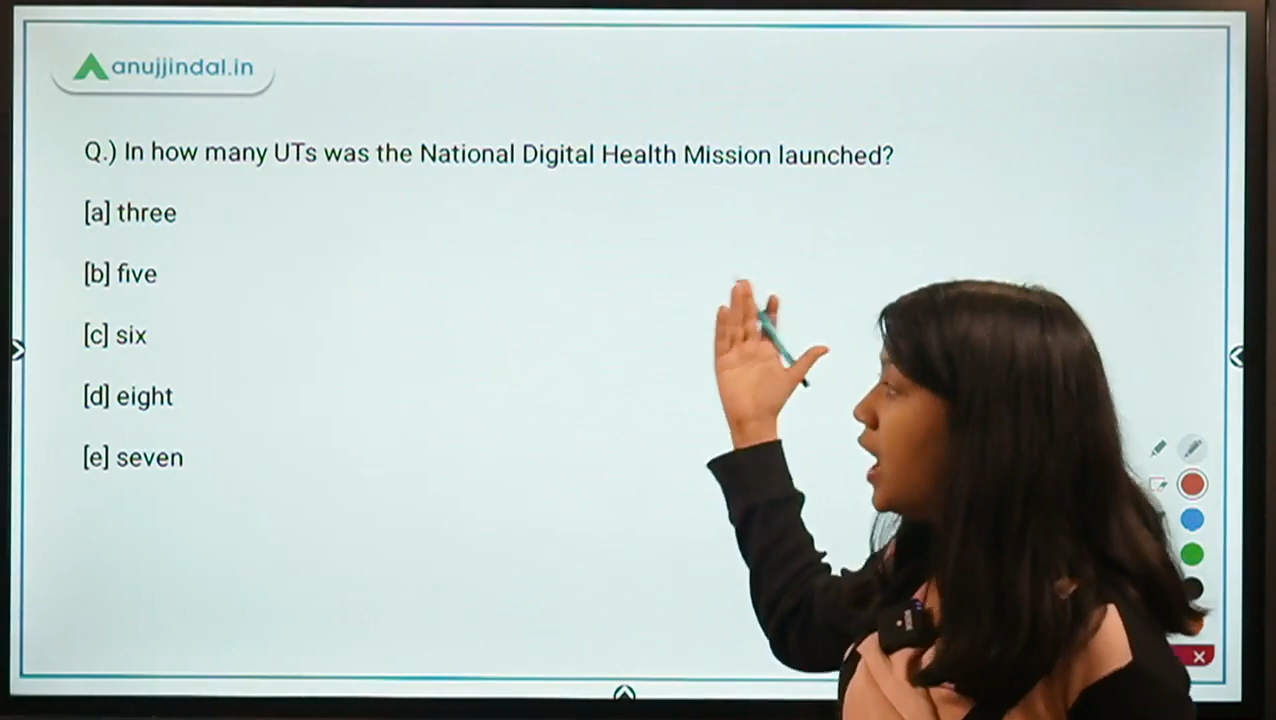 anujjindal.in
Q.) In how many UTs was the National Digital Health Mission launched?
[a] three
[b] five
[c] six
[d] eight
[e] seven